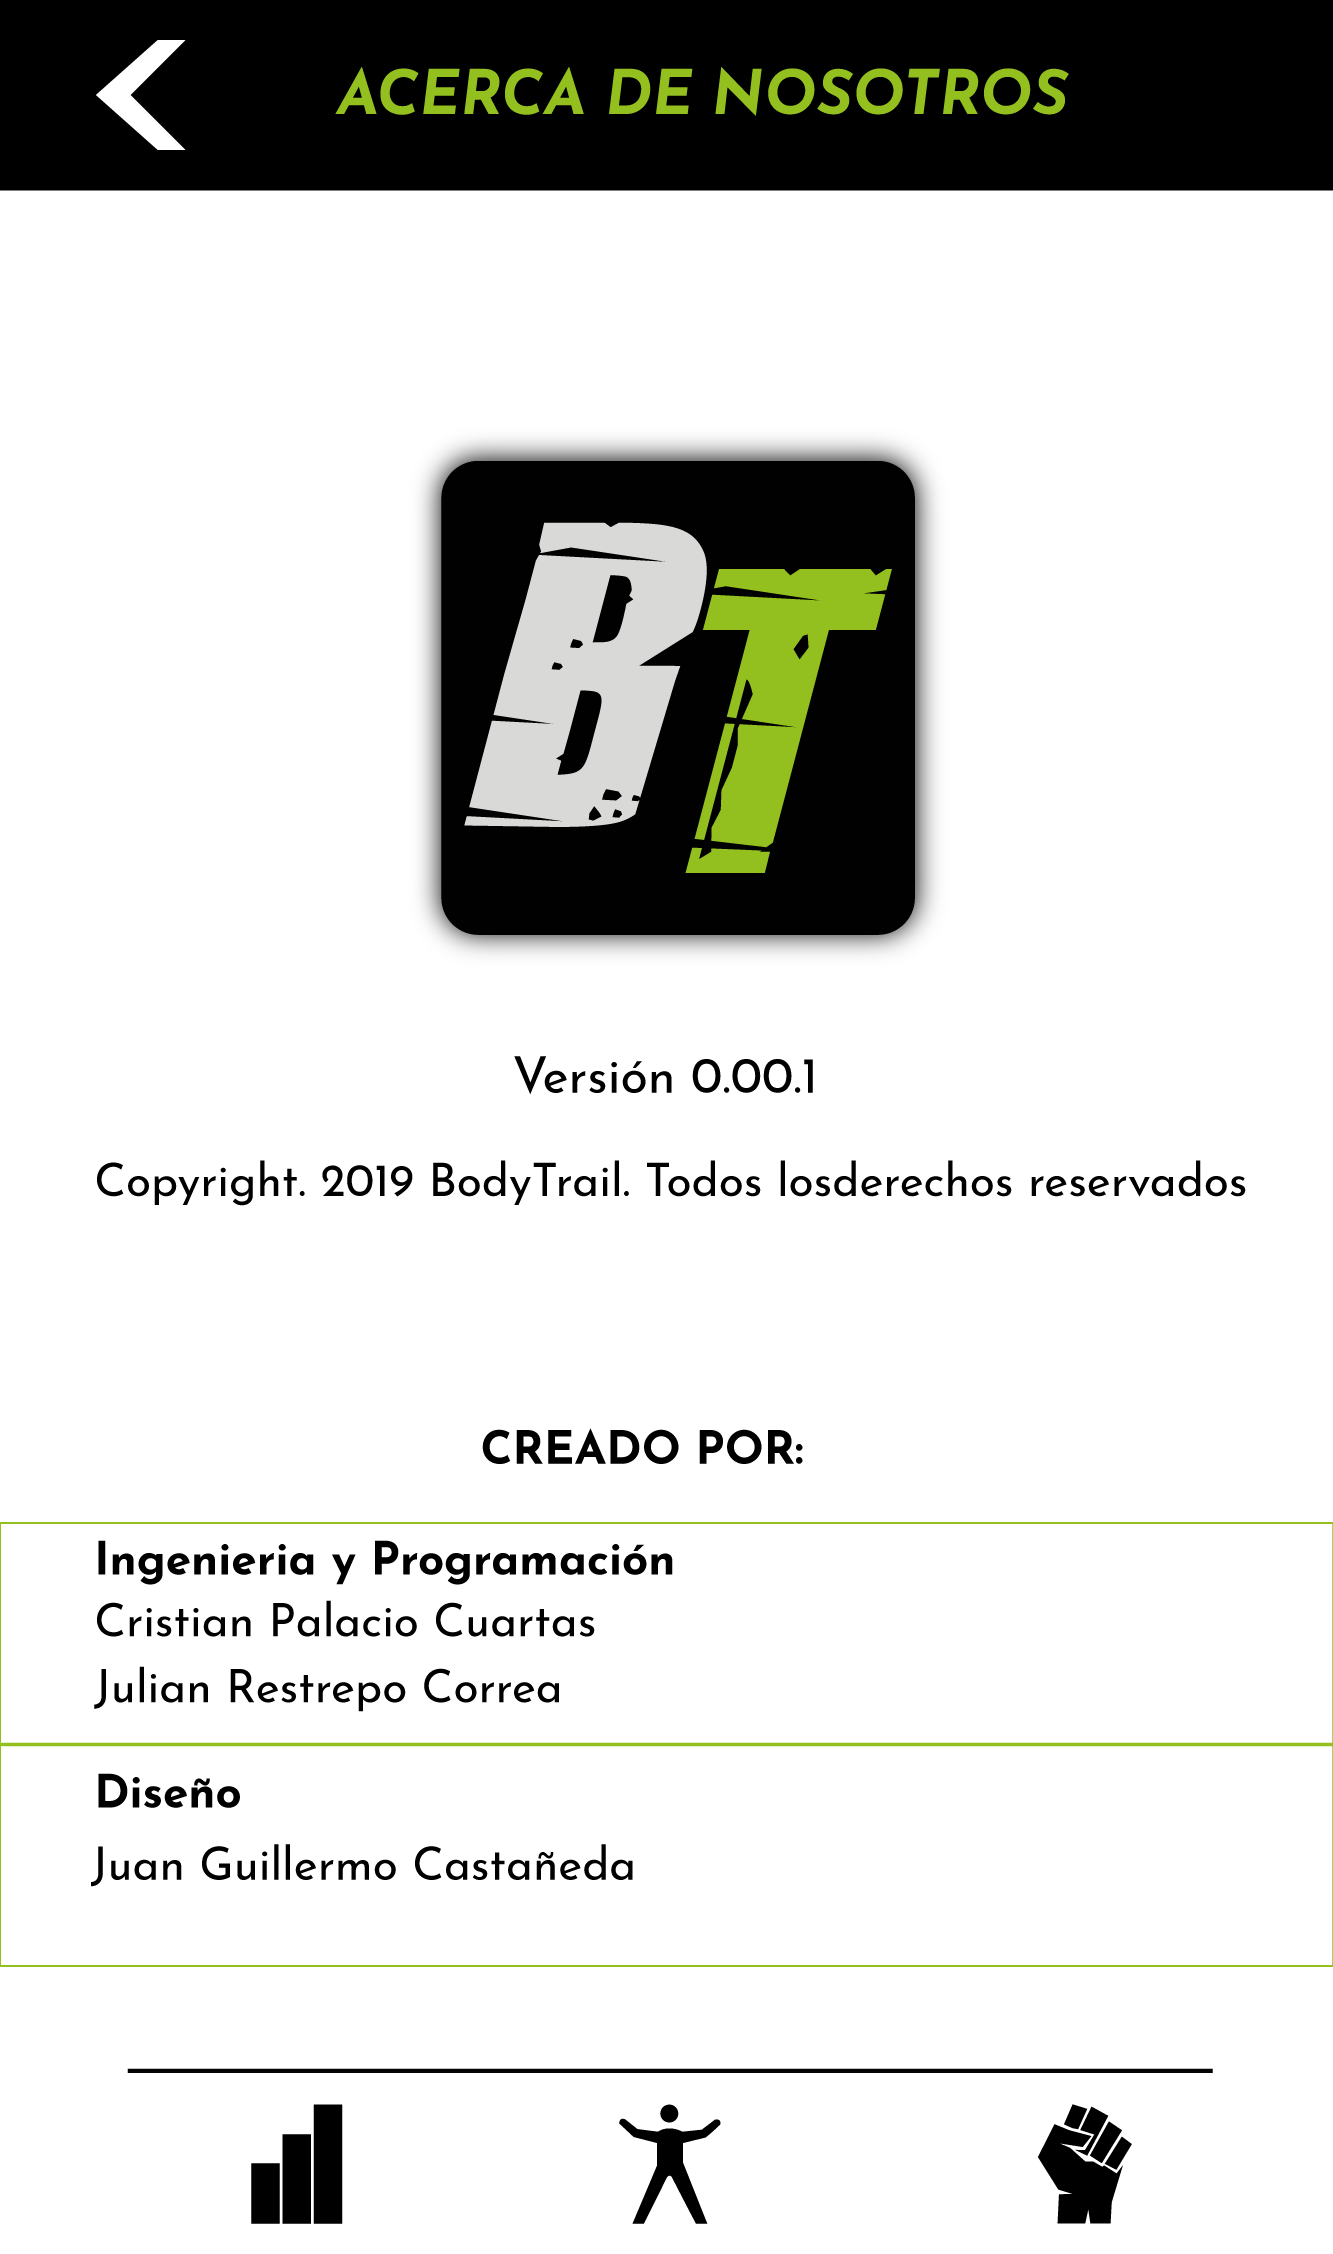 ACERCA DE NOSOTROS
BT
Versión 0.00.1
Copyright. 2019 BodyTrail. Todos losderechos reservados
CREADO POR:
Ingenieria y Programación
Cristian Palacio Cuartas
Julian Restrepo Correa
Diseño
Juan Guillermo Castañeda